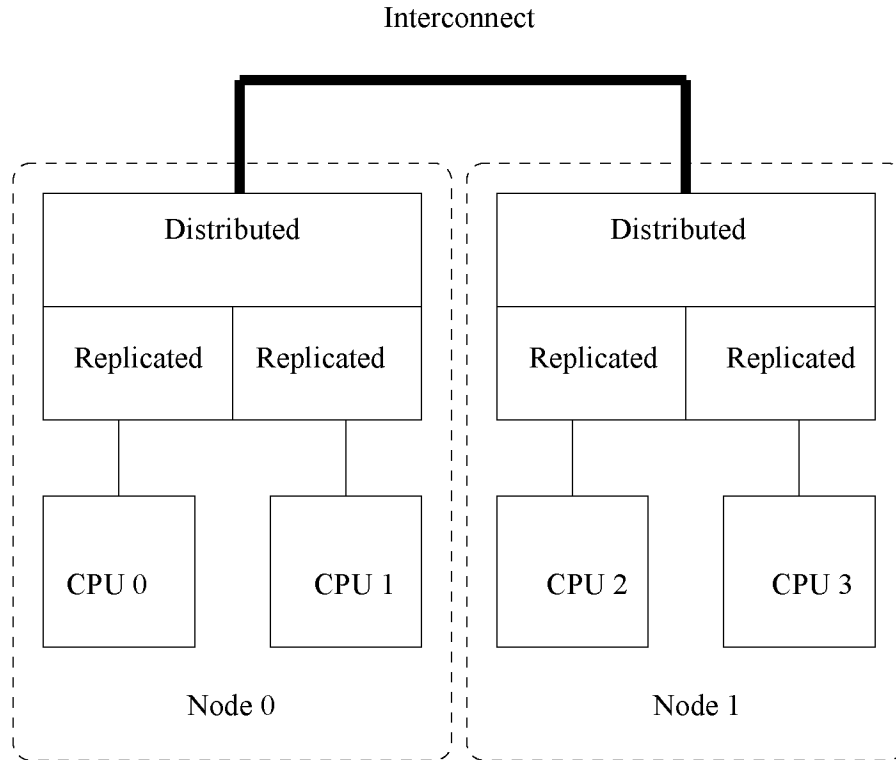 Interconnect
Distributed
Distributed
Replicated
Replicated
Replicated
Replicated
CPU 0
CPU 1
CPU 2
CPU 3
Node 0
Node 1